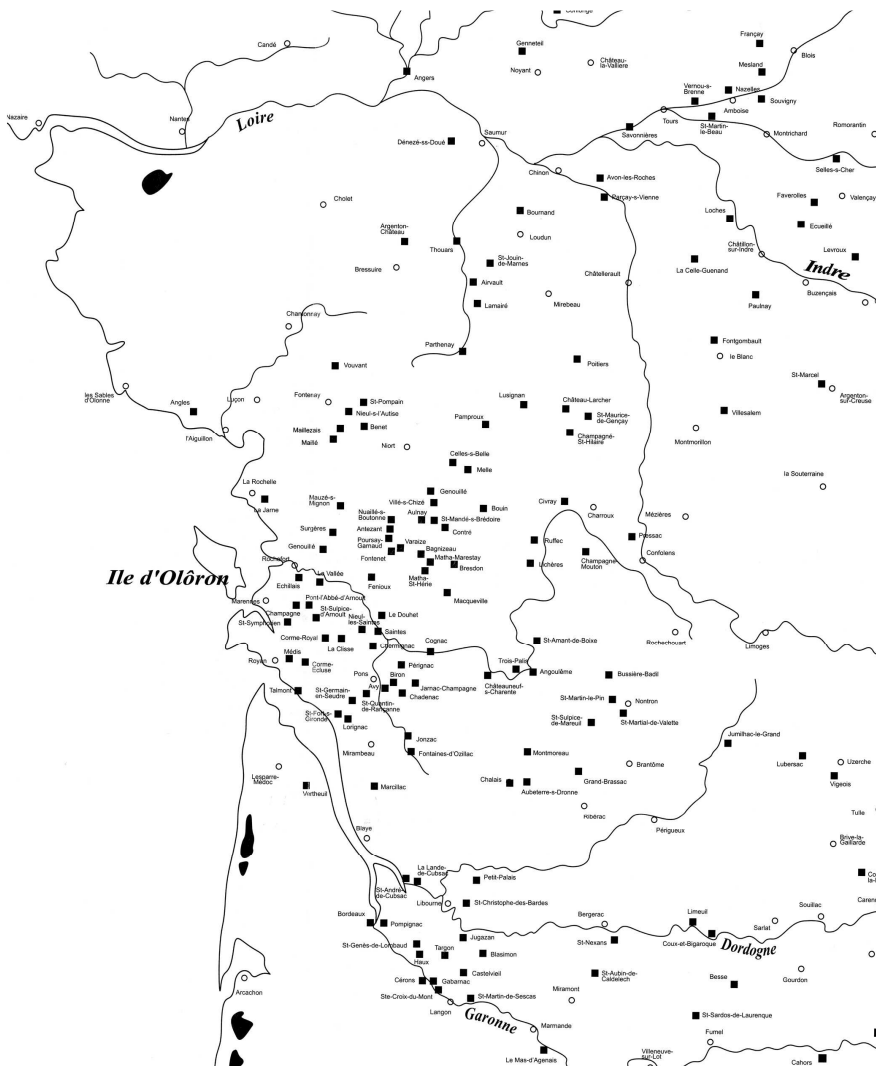 Françay
Genneteil
Candé
Château-
la-Valliere
Blois
Noyant
Mesland
Angers
Vernou-s-
Brenne
Nazelles
Amboise
Souvigny
Nazaire
Nantes
Loire
Tours
St-Martin-
le-Beau
Savonnières
Montrichard
Romorantin
Dénezé-ss-Doué
Saumur
Selles-s-Cher
Chinon
Avon-les-Roches
Parçay-s-Vienne
Faverolles
Valençay
Cholet
Bournand
Loches
Ecueillé
Argenton-
Château
Thouars
Loudun
Châtillon-
sur-Indre
Levroux
Indre
Bressuire
St-Jouin-
de-Marnes
Airvault
Châtellerault
La Celle-Guenand
Buzençais
Lamairé
Mirebeau
Paulnay
Chantonnay
Parthenay
Fontgombault
le Blanc
Vouvant
Poitiers
St-Marcel
Argenton-
sur-Creuse
les Sables
d'Olonne
Angles
Luçon
Fontenay
St-Pompain
Nieul-s-l'Autise
Lusignan
Château-Larcher
St-Maurice-
de-Gençay
Villesalem
l'Aiguillon
Maillezais
Benet
Maillé
Pamproux
Champagné-
St-Hilaire
Montmorillon
Niort
Celles-s-Belle
Melle
la Souterraine
La Rochelle
La Jarne
Mauzé-s-
Mignon
Genouillé
Villé-s-Chizé
Bouin
Civray
Charroux
Mézières
Nuaillé-s-
Boutonne
Aulnay
St-Mandé-s-Brédoire
Contré
Surgères
Antezant
Poursay-
Garnaud
Varaize
Genouillé
Fontenet
Bagnizeau
Matha-Marestay
Bresdon
Matha-
St-Hérie
Ruffec
Lichères
Champagne-
Mouton
Pressac
Confolens
Rochefort
Ile d'Olôron
Echillais
La Vallée
Fenioux
Macqueville
Marennes
Champagne
Pont-l'Abbé-d'Arnoult
St-Sulpice-
d'Arnoult
St-Symphorien
Nieul-
les-Saintes
Le Douhet
Saintes
Rochechouart
Limoges
Corme-Royal
La Clisse
Chermignac
Cognac
St-Amant-de-Boixe
Royan
Médis
Corme-
Ecluse
Pons
Pérignac
Biron
Avy
Jarnac-Champagne
Chadenac
Trois-Palis
Angoulême
Châteauneuf-
s-Charente
Bussière-Badil
Talmont
St-Germain-
en-Seudre
St-Quantin-
de-Rançanne
St-Fort-s-
Gironde
Lorignac
St-Martin-le-Pin
Nontron
St-Sulpice-
de-Mareuil
St-Martial-de-Valette
Jumilhac-le-Grand
Jonzac
Fontaines-d'Ozillac
Mirambeau
Montmoreau
Lubersac
Uzerche
Vigeois
Lesparre-
Médoc
Vertheuil
Marcillac
Chalais
Aubeterre-s-Dronne
Grand-Brassac
Brantôme
Ribérac
Périgueux
Tulle
Blaye
Brive-la-
Gaillarde
La Lande-
de-Cubsac
St-André-
de-Cubsac
Petit-Palais
Libourne
St-Christophe-des-Bardes
Bergerac
Limeuil
Sarlat
Souillac
Bordeaux
Pompignac
Jugazan
St-Nexans
Coux-et-Bigaroque
Dordogne
St-Genès-de-Lombaud
Haux
Targon
Blasimon
Castelvieil
St-Aubin-de-
Caldelech
Besse
Gourdon
Arcachon
Cérons
Gabarnac
Ste-Croix-du-Mont
St-Martin-de-Sescas
Langon
Miramont
Garonne
Marmande
St-Sardos-de-Laurenque
Fumel
Le Mas-d'Agenais
Villeneuve-
sur-Lot
Cahors